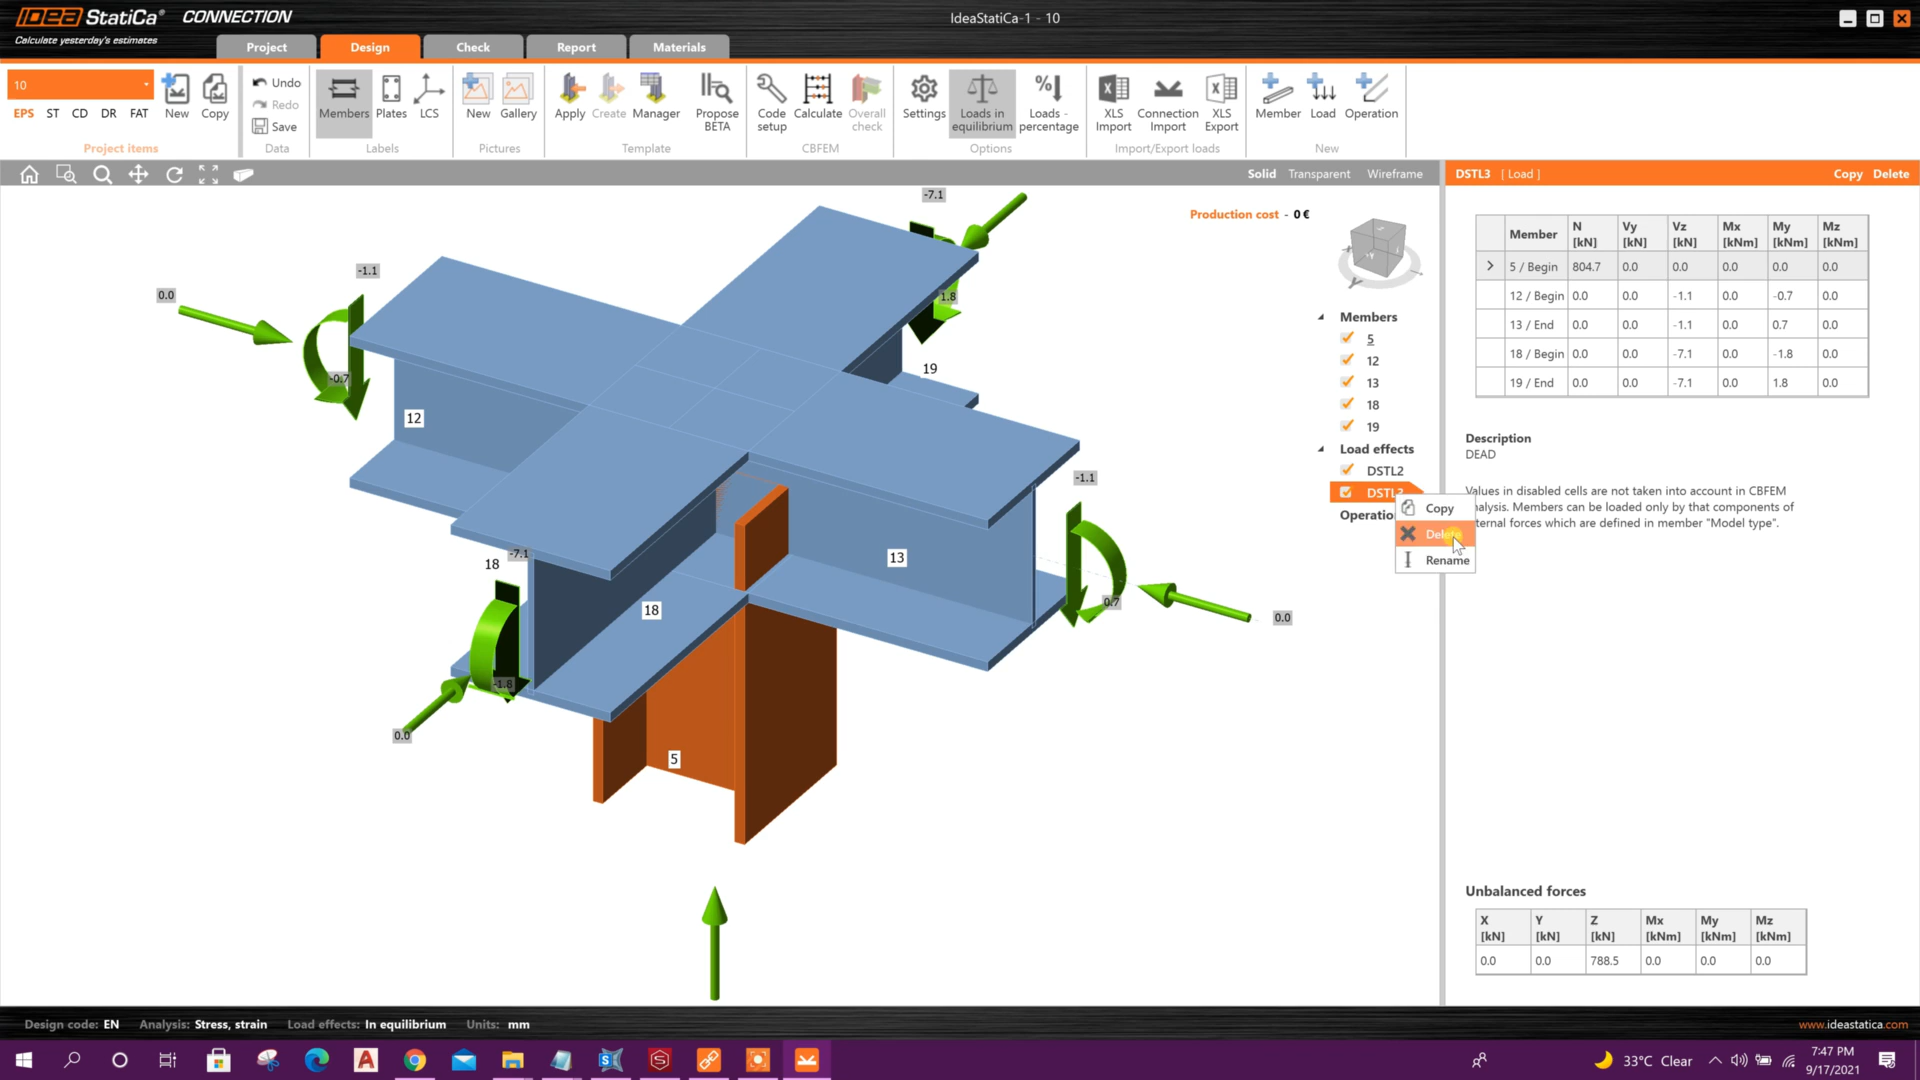 IDEA StatiCa® CONNECTION
Calculate yesterday's estimates
IdeaStatiCa-1 - 10
Project
Design
Check
Report
Materials
10
EPS ST CD DR FAT
New
Copy
Project items
Undo
Redo
Save
Data
Members
Plates
LCS
Labels
New
Gallery
Pictures
Apply
Create
Manager
Propose
BETA
Template
Code
setup
Calculate
Overall
check
CBFEM
Settings
Loads in
equilibrium
Loads -
percentage
Options
XLS
Import
Connection
Import
XLS
Export
Import/Export loads
Member
Load
Operation
New
Solid Transparent Wireframe
DSTL3 [ Load ] Copy Delete
Production cost - 0 €
-7.1
-1.1
0.0
1.8
19
-0.7
12
-1.1
18
-7.1
13
18
0.7
0.0
-1.8
0.0
5
Members
5
12
13
18
19
Load effects
DSTL2
DSTL3
Copy
Delete
Rename
Member N [kN] Vy [kN] Vz [kN] Mx [kNm] My [kNm] Mz [kNm]
5 / Begin 804.7 0.0 0.0 0.0 0.0 0.0
12 / Begin 0.0 0.0 -1.1 0.0 -0.7 0.0
13 / End 0.0 0.0 -1.1 0.0 0.7 0.0
18 / Begin 0.0 0.0 -7.1 0.0 -1.8 0.0
19 / End 0.0 0.0 -7.1 0.0 1.8 0.0
Description
DEAD
Values in disabled cells are not taken into account in CBFEM
analysis. Members can be loaded only by that components of
internal forces which are defined in member "Model type".
Unbalanced forces
X [kN] Y [kN] Z [kN] Mx [kNm] My [kNm] Mz [kNm]
0.0 0.0 788.5 0.0 0.0 0.0
Design code: EN Analysis: Stress, strain Load effects: In equilibrium Units: mm
www.ideastatica.com
33°C Clear
7:47 PM
9/17/2021